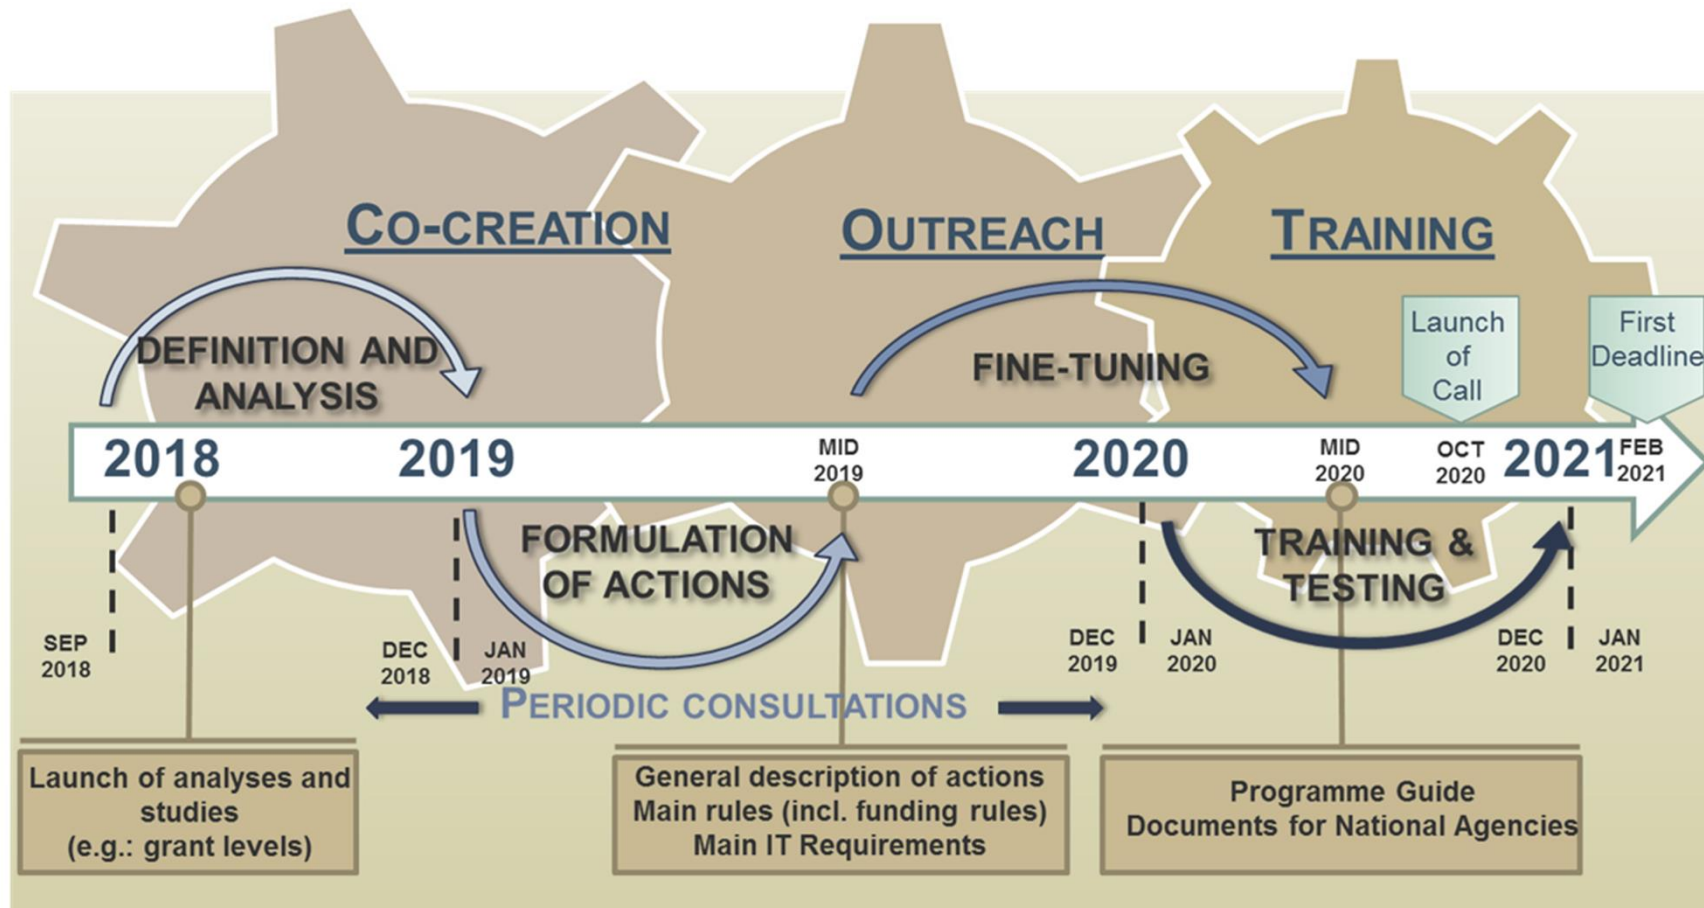 CO-CREATION
OUTREACH
TRAINING
DEFINITION AND
ANALYSIS
FINE-TUNING
Launch
of
Call
First
Deadline
2018
2019
MID
2019
2020
MID
2020
OCT
2020
2021
FEB
2021
FORMULATION
OF ACTIONS
TRAINING &
TESTING
SEP
2018
DEC
2018
JAN
2019
DEC
2019
JAN
2020
DEC
2020
JAN
2021
PERIODIC CONSULTATIONS
Launch of analyses and
studies
(e.g.: grant levels)
General description of actions
Main rules (incl. funding rules)
Main IT Requirements
Programme Guide
Documents for National Agencies